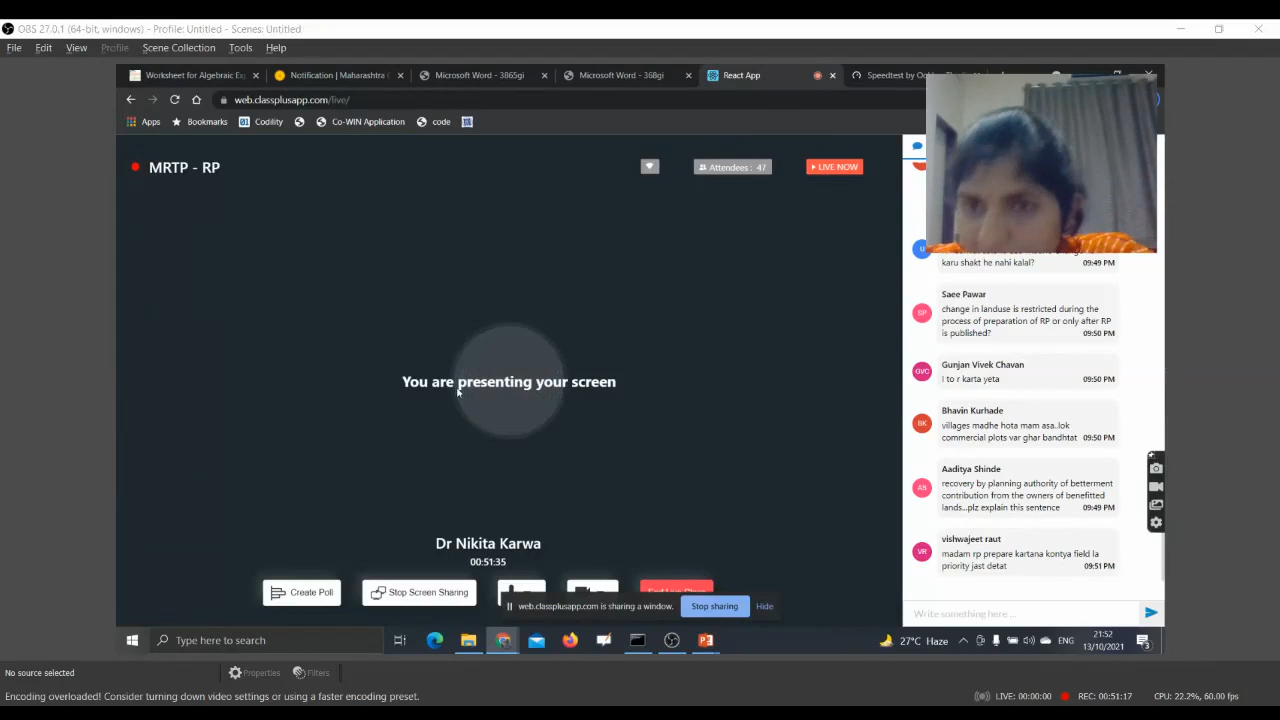 OBS 27.0.1 (64-bit, windows) - Profile: Untitled - Scenes: Untitled
File Edit View Profile Scene Collection Tools Help
Worksheet for Algebraic Ex Notification | Maharashtra Microsoft Word - 3865gi Microsoft Word - 368gi React App Speedtest by
web.classplusapp.com/live/
Apps Bookmarks Codility Co-WIN Application code
MRTP - RP
Attendees : 47
LIVE NOW
karu shakt he nahi kalal?
09:49 PM
Saee Pawar
SP
change in landuse is restricted during the
process of preparation of RP or only after RP
is published?
09:50 PM
Gunjan Vivek Chavan
GVC
I to r karta yeta
09:50 PM
You are presenting your screen
Bhavin Kurhade
BK
villages madhe hota mam asa..lok
commercial plots var ghar bandhtat
09:50 PM
Aaditya Shinde
AS
recovery by planning authority of betterment
contribution from the owners of benefitted
lands...plz explain this sentence
09:49 PM
vishwajeet raut
VR
madam rp prepare kartana kontya field la
priority jast detat
09:51 PM
Dr Nikita Karwa
00:51:35
Create Poll Stop Screen Sharing
web.classplusapp.com is sharing a window. Stop sharing Hide
Write something here ...
Type here to search
27°C Haze ENG
21:52
13/10/2021
3
No source selected
Properties Filters
Encoding overloaded! Consider turning down video settings or using a faster encoding preset.
LIVE: 00:00:00 REC: 00:51:17 CPU: 22.2%, 60.00 fps